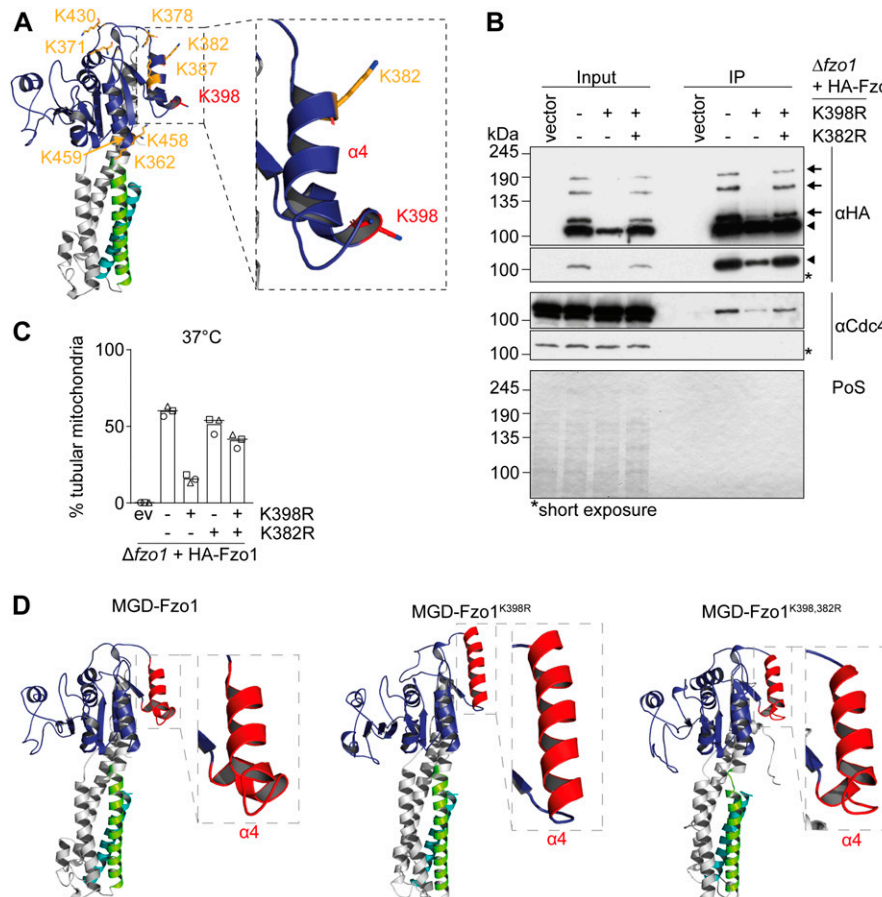 A
K430
K378
K371
K382
K387
K398
K458
K459
K362
K382
α4
K398
B
Input
IP
Δfzo1
+ HA-Fzo
vector
-
+
+
vector
-
+
+
K398R
-
-
+
-
-
+
K382R
kDa
245
190
135
100
αHA
100
*
αCdc4
100
*
245
190
135
100
PoS
*short exposure
C
37°C
% tubular mitochondria
100
50
0
ev
-
+
-
+
K398R
-
-
+
+
K382R
Δfzo1 + HA-Fzo1
D
MGD-Fzo1
MGD-Fzo1K398R
MGD-Fzo1K398,382R
α4
α4
α4